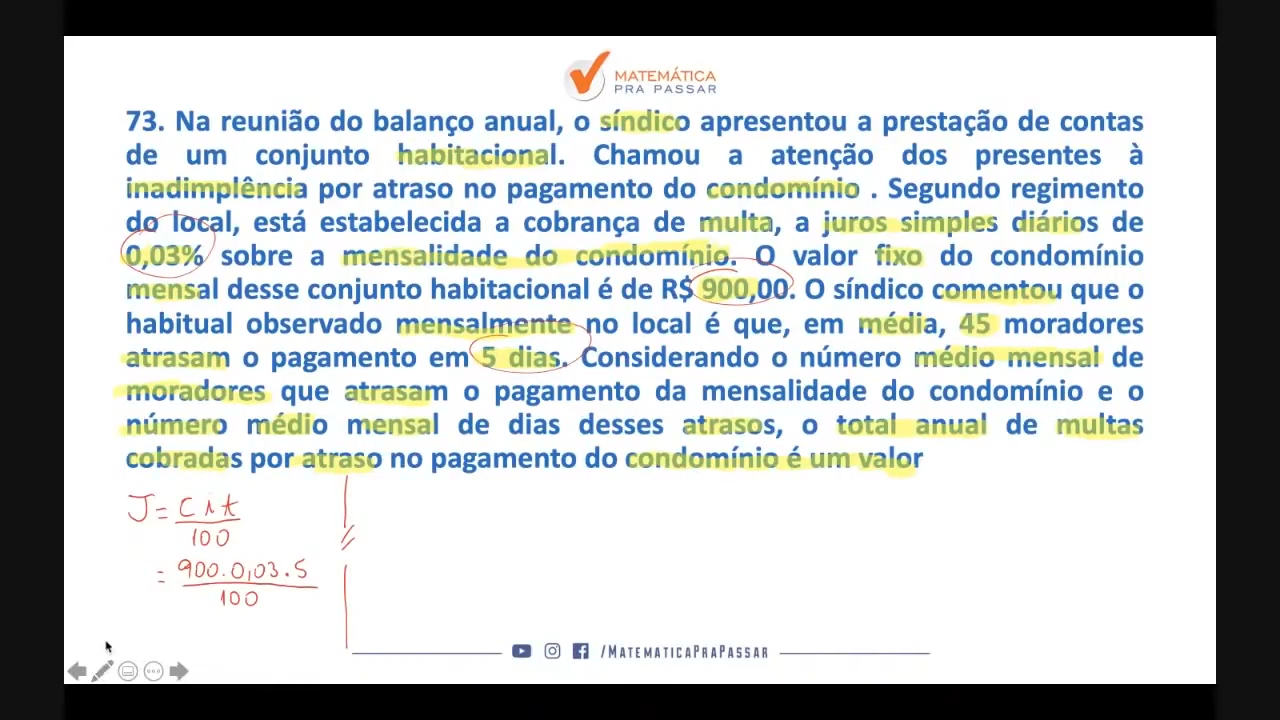 MATEMÁTICA
PRA PASSAR
73. Na reunião do balanço anual, o síndico apresentou a prestação de contas
de um conjunto habitacional. Chamou a atenção dos presentes à
inadimplência por atraso no pagamento do condomínio . Segundo regimento
do local, está estabelecida a cobrança de multa, a juros simples diários de
0,03% sobre a mensalidade do condomínio. O valor fixo do condomínio
mensal desse conjunto habitacional é de R$ 900,00. O síndico comentou que o
habitual observado mensalmente no local é que, em média, 45 moradores
atrasam o pagamento em 5 dias. Considerando o número médio mensal de
moradores que atrasam o pagamento da mensalidade do condomínio e o
número médio mensal de dias desses atrasos, o total anual de multas
cobradas por atraso no pagamento do condomínio é um valor
J = C i t
100
= 900.0,03.5
100
/MATEMATICAPRAPASSAR